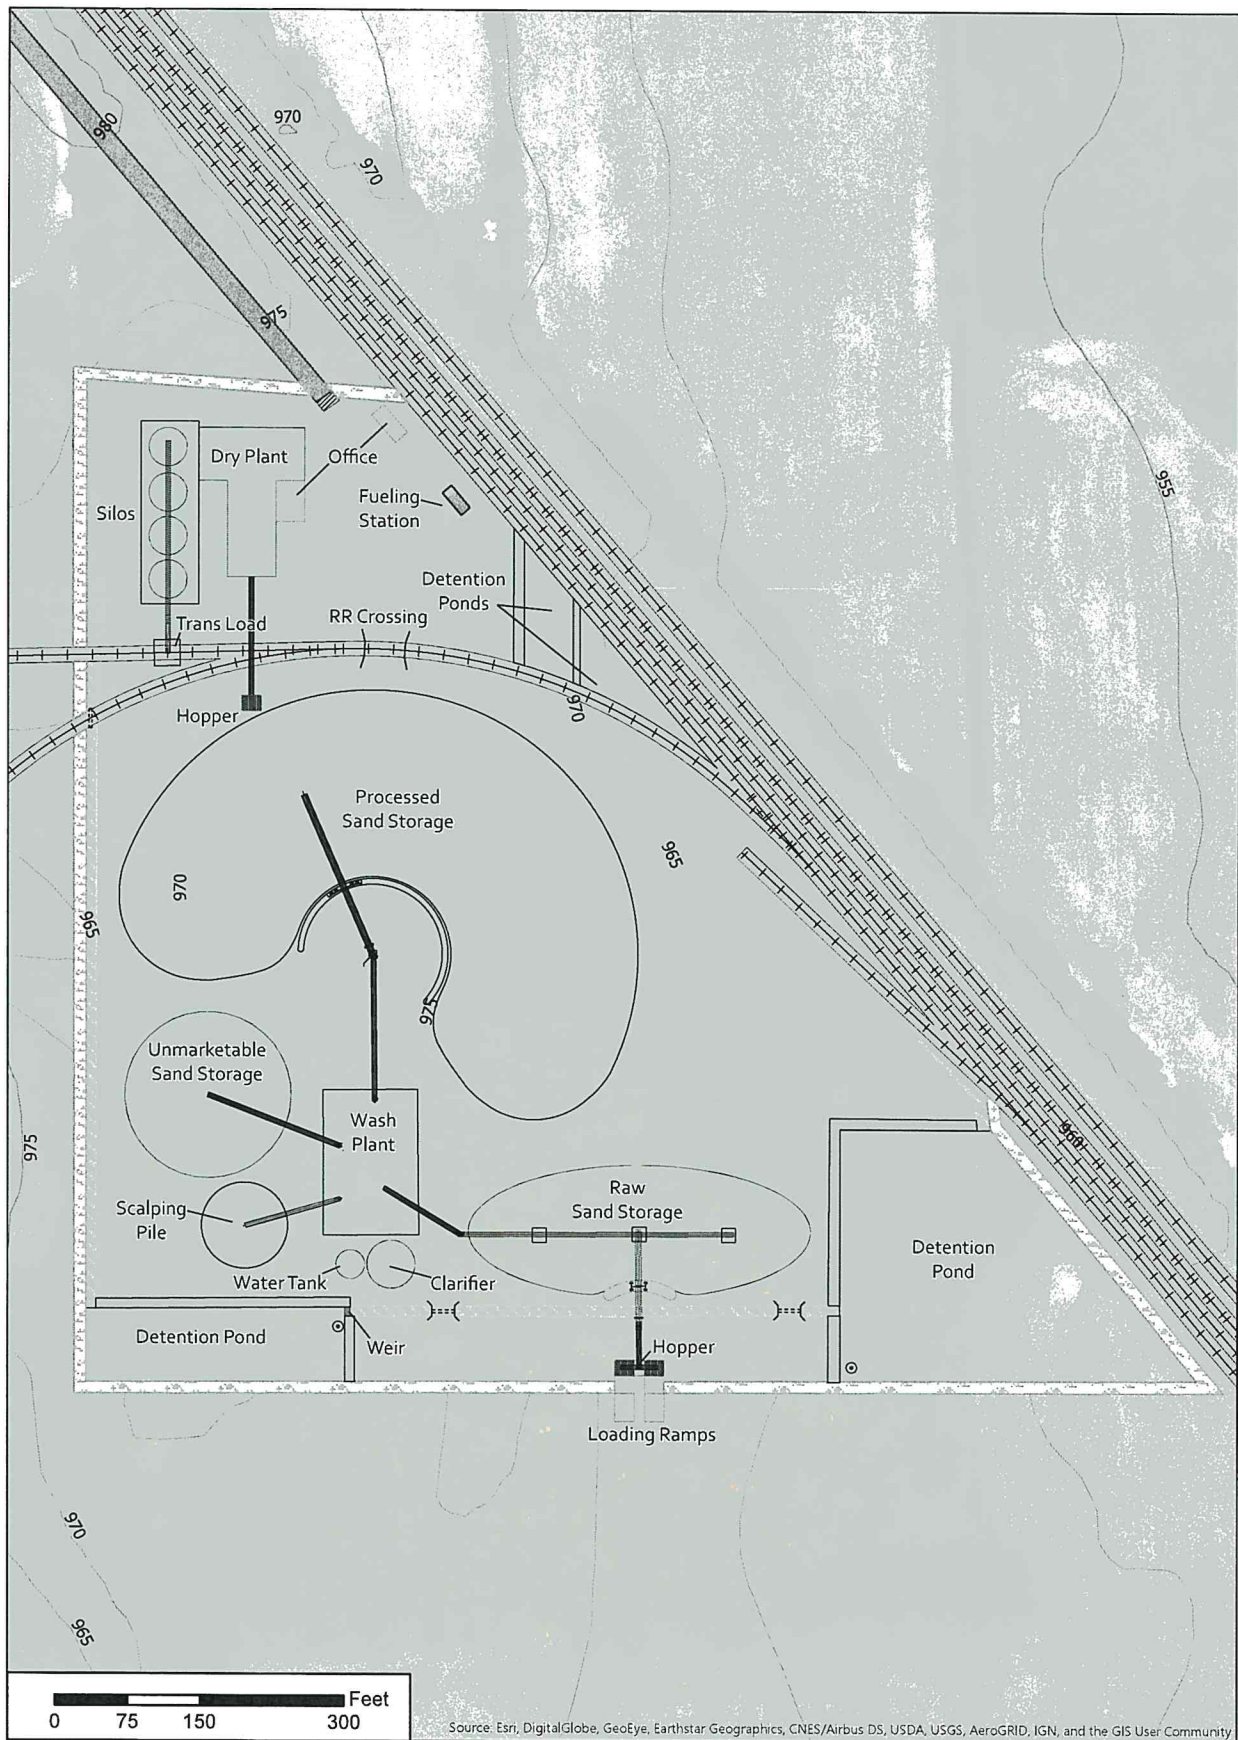 980
970
970
975
955
Dry Plant
Office
Silos
Fueling
Station
Detention
Ponds
Trans Load
RR Crossing
Hopper
970
Processed
Sand Storage
965
970
965
975
Unmarketable
Sand Storage
Wash
Plant
975
960
Scalping
Pile
Raw
Sand Storage
Detention
Pond
Water Tank
Clarifier
Detention Pond
Weir
Hopper
Loading Ramps
970
965
Feet
0 75 150 300
Source: Esri, DigitalGlobe, GeoEye, Earthstar Geographics, CNES/Airbus DS, USDA, USGS, AeroGRID, IGN, and the GIS User Community